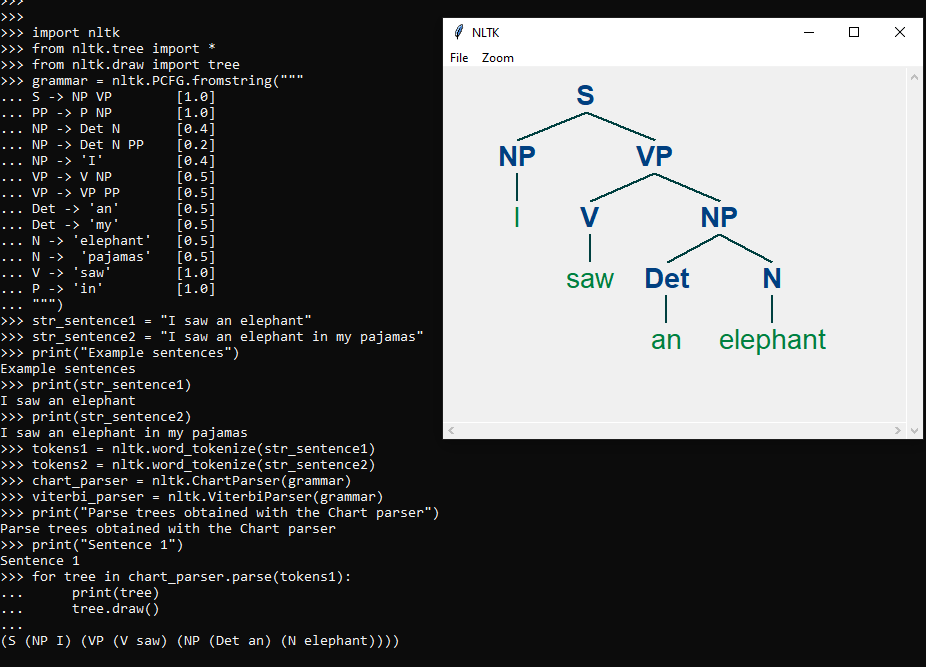 >>>
>>>
>>> import nltk
>>> from nltk.tree import *
>>> from nltk.draw import tree
>>> grammar = nltk.PCFG.fromstring("""
... S -> NP VP        [1.0]
... PP -> P NP        [1.0]
... NP -> Det N       [0.4]
... NP -> Det N PP    [0.2]
... NP -> 'I'         [0.4]
... VP -> V NP        [0.5]
... VP -> VP PP       [0.5]
... Det -> 'an'       [0.5]
... Det -> 'my'       [0.5]
... N -> 'elephant'   [0.5]
... N ->  'pajamas'   [0.5]
... V -> 'saw'        [1.0]
... P -> 'in'         [1.0]
... """)
>>> str_sentence1 = "I saw an elephant"
>>> str_sentence2 = "I saw an elephant in my pajamas"
>>> print("Example sentences")
Example sentences
>>> print(str_sentence1)
I saw an elephant
>>> print(str_sentence2)
I saw an elephant in my pajamas
>>> tokens1 = nltk.word_tokenize(str_sentence1)
>>> tokens2 = nltk.word_tokenize(str_sentence2)
>>> chart_parser = nltk.ChartParser(grammar)
>>> viterbi_parser = nltk.ViterbiParser(grammar)
>>> print("Parse trees obtained with the Chart parser")
Parse trees obtained with the Chart parser
>>> print("Sentence 1")
Sentence 1
>>> for tree in chart_parser.parse(tokens1):
...      print(tree)
...      tree.draw()
...
(S (NP I) (VP (V saw) (NP (Det an) (N elephant))))
NLTK
File Zoom
S
NP VP
I V NP
saw Det N
an elephant